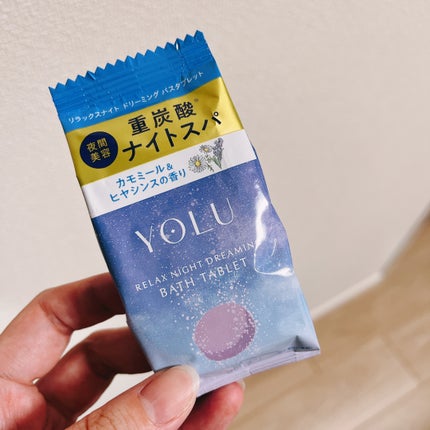 リラックスナイト ドリーミング バスタブレット
夜間
美容
重炭酸
ナイトスパ
カモミール&
ヒヤシンスの香り
YOLU
RELAX NIGHT DREAMING
BATH TABLET